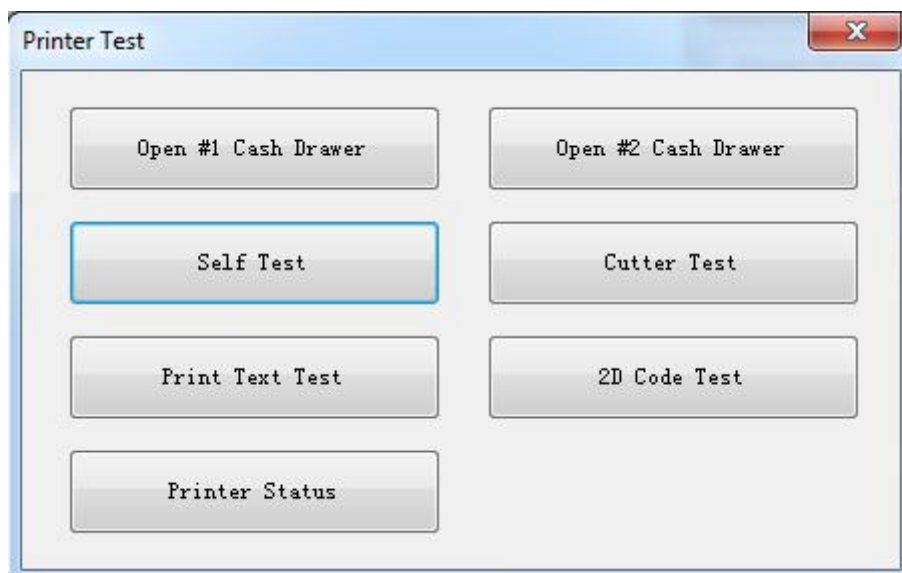 Printer Test
Open #1 Cash Drawer
Open #2 Cash Drawer
Self Test
Cutter Test
Print Text Test
2D Code Test
Printer Status